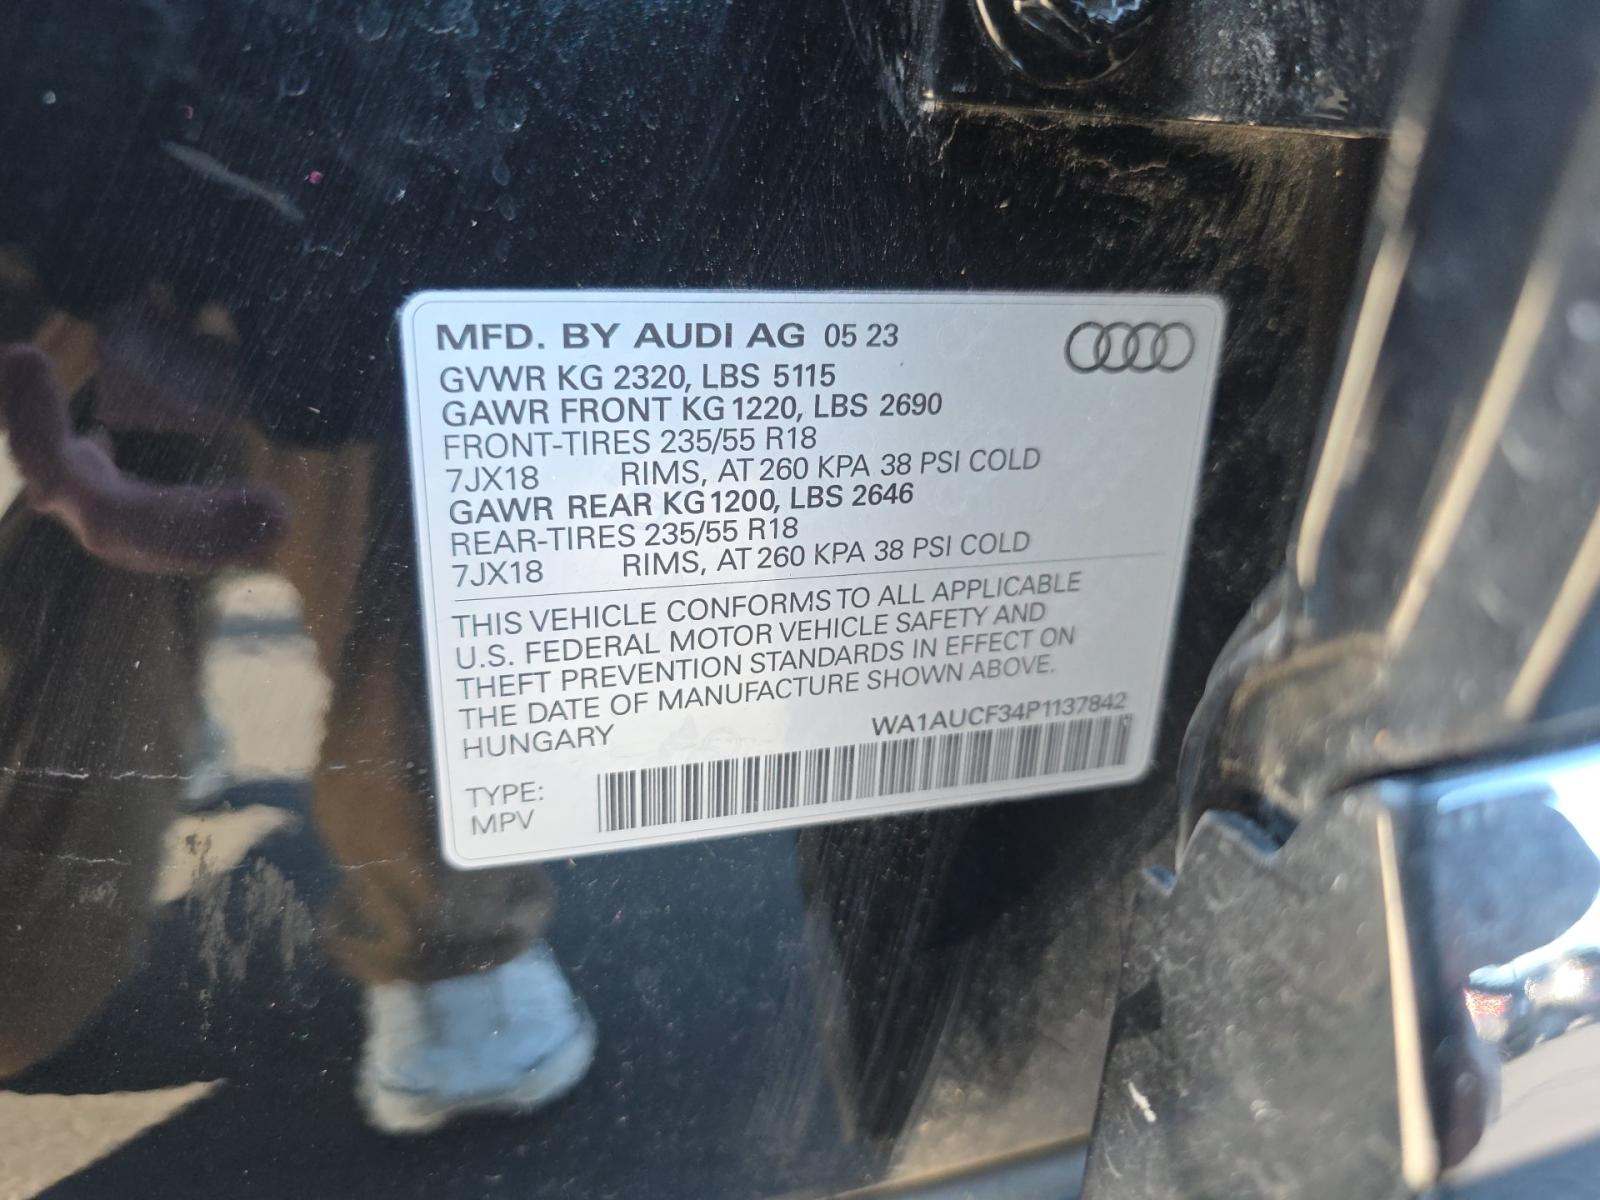 MFD. BY AUDI AG 05 23
GVWR KG 2320, LBS 5115
GAWR FRONT KG 1220, LBS 2690
FRONT-TIRES 235/55 R18
7JX18 RIMS, AT 260 KPA 38 PSI COLD
GAWR REAR KG 1200, LBS 2646
REAR-TIRES 235/55 R18
7JX18 RIMS, AT 260 KPA 38 PSI COLD
THIS VEHICLE CONFORMS TO ALL APPLICABLE
U.S. FEDERAL MOTOR VEHICLE SAFETY AND
THEFT PREVENTION STANDARDS IN EFFECT ON
THE DATE OF MANUFACTURE SHOWN ABOVE.
HUNGARY WA1AUCF34P1137842
TYPE:
MPV